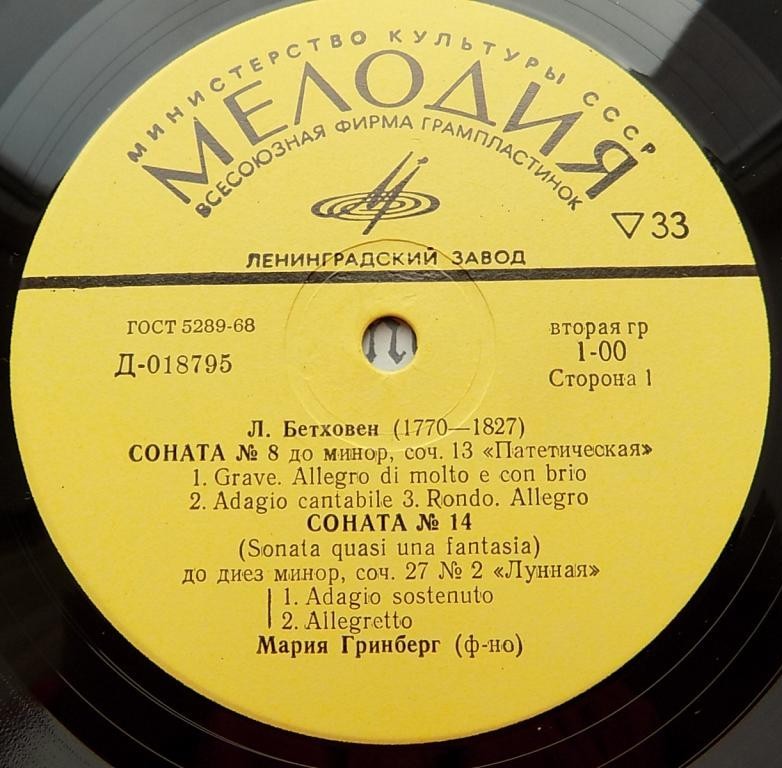 МИНИСТЕРСТВО КУЛЬТУРЫ СССР
МЕЛОДИЯ
ВСЕСОЮЗНАЯ ФИРМА ГРАМПЛАСТИНОК
▽33
ЛЕНИНГРАДСКИЙ ЗАВОД
ГОСТ 5289-68
Д-018795
вторая гр
1-00
Сторона 1
Л. Бетховен (1770—1827)
СОНАТА № 8 до минор, соч. 13 «Патетическая»
1. Grave. Allegro di molto e con brio
2. Adagio cantabile 3. Rondo. Allegro
СОНАТА № 14
(Sonata quasi una fantasia)
до диез минор, соч. 27 № 2 «Лунная»
1. Adagio sostenuto
2. Allegretto
Мария Гринберг (ф-но)